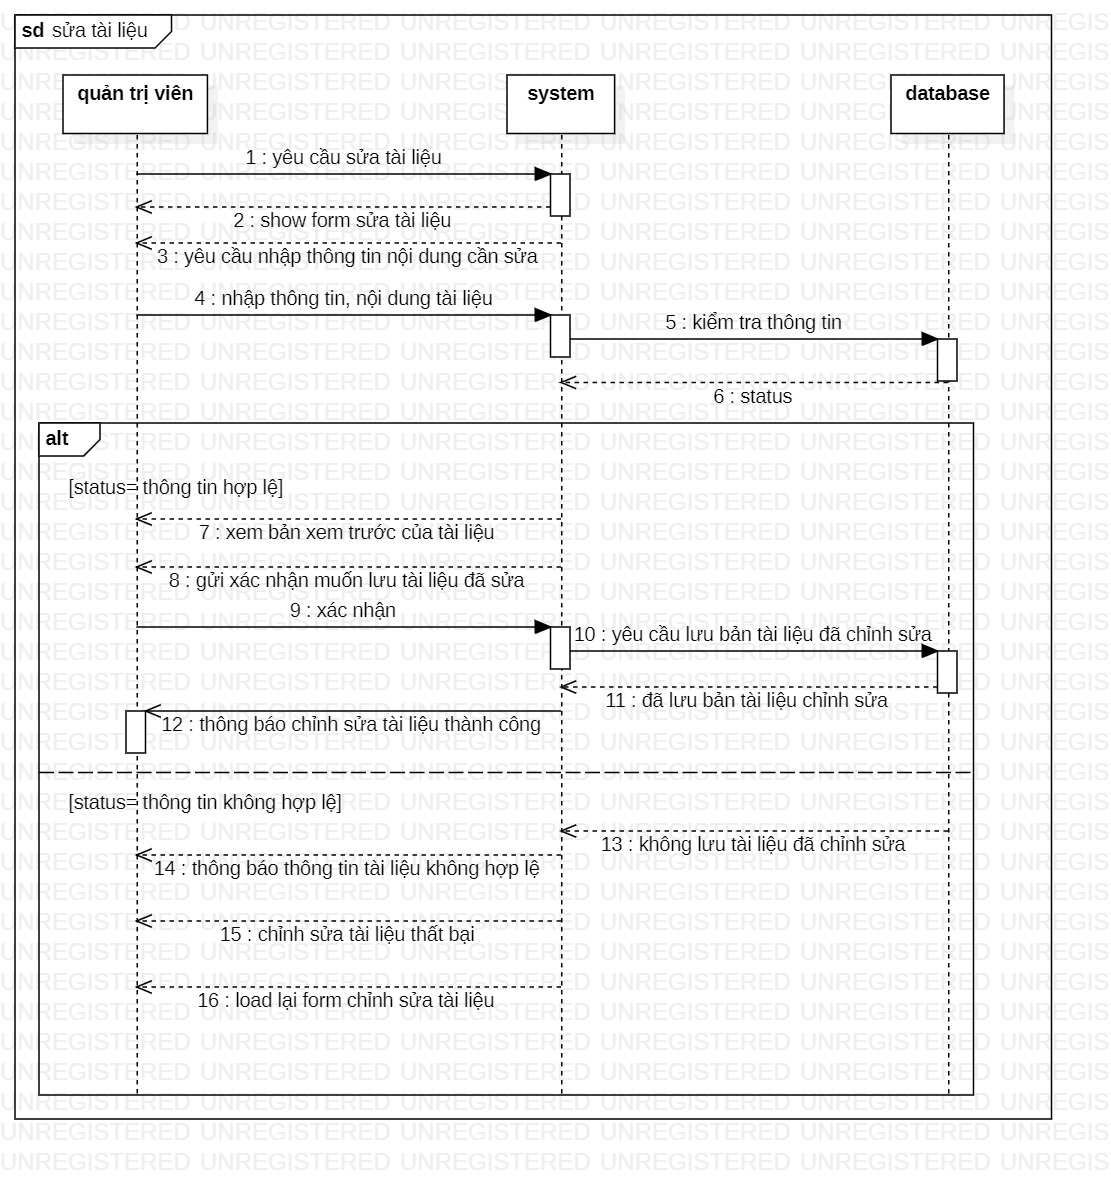 sd sửa tài liệu
quản trị viên
system
database
1 : yêu cầu sửa tài liệu
2 : show form sửa tài liệu
3 : yêu cầu nhập thông tin nội dung cần sửa
4 : nhập thông tin, nội dung tài liệu
5 : kiểm tra thông tin
6 : status
alt
[status= thông tin hợp lệ]
7 : xem bản xem trước của tài liệu
8 : gửi xác nhận muốn lưu tài liệu đã sửa
9 : xác nhận
10 : yêu cầu lưu bản tài liệu đã chỉnh sửa
11 : đã lưu bản tài liệu chỉnh sửa
12 : thông báo chỉnh sửa tài liệu thành công
[status= thông tin không hợp lệ]
13 : không lưu tài liệu đã chỉnh sửa
14 : thông báo thông tin tài liệu không hợp lệ
15 : chỉnh sửa tài liệu thất bại
16 : load lại form chỉnh sửa tài liệu
UNREGISTERED UNREGISTERED UNREGISTERED UNREGISTERED UNREGISTERED UNREGIS